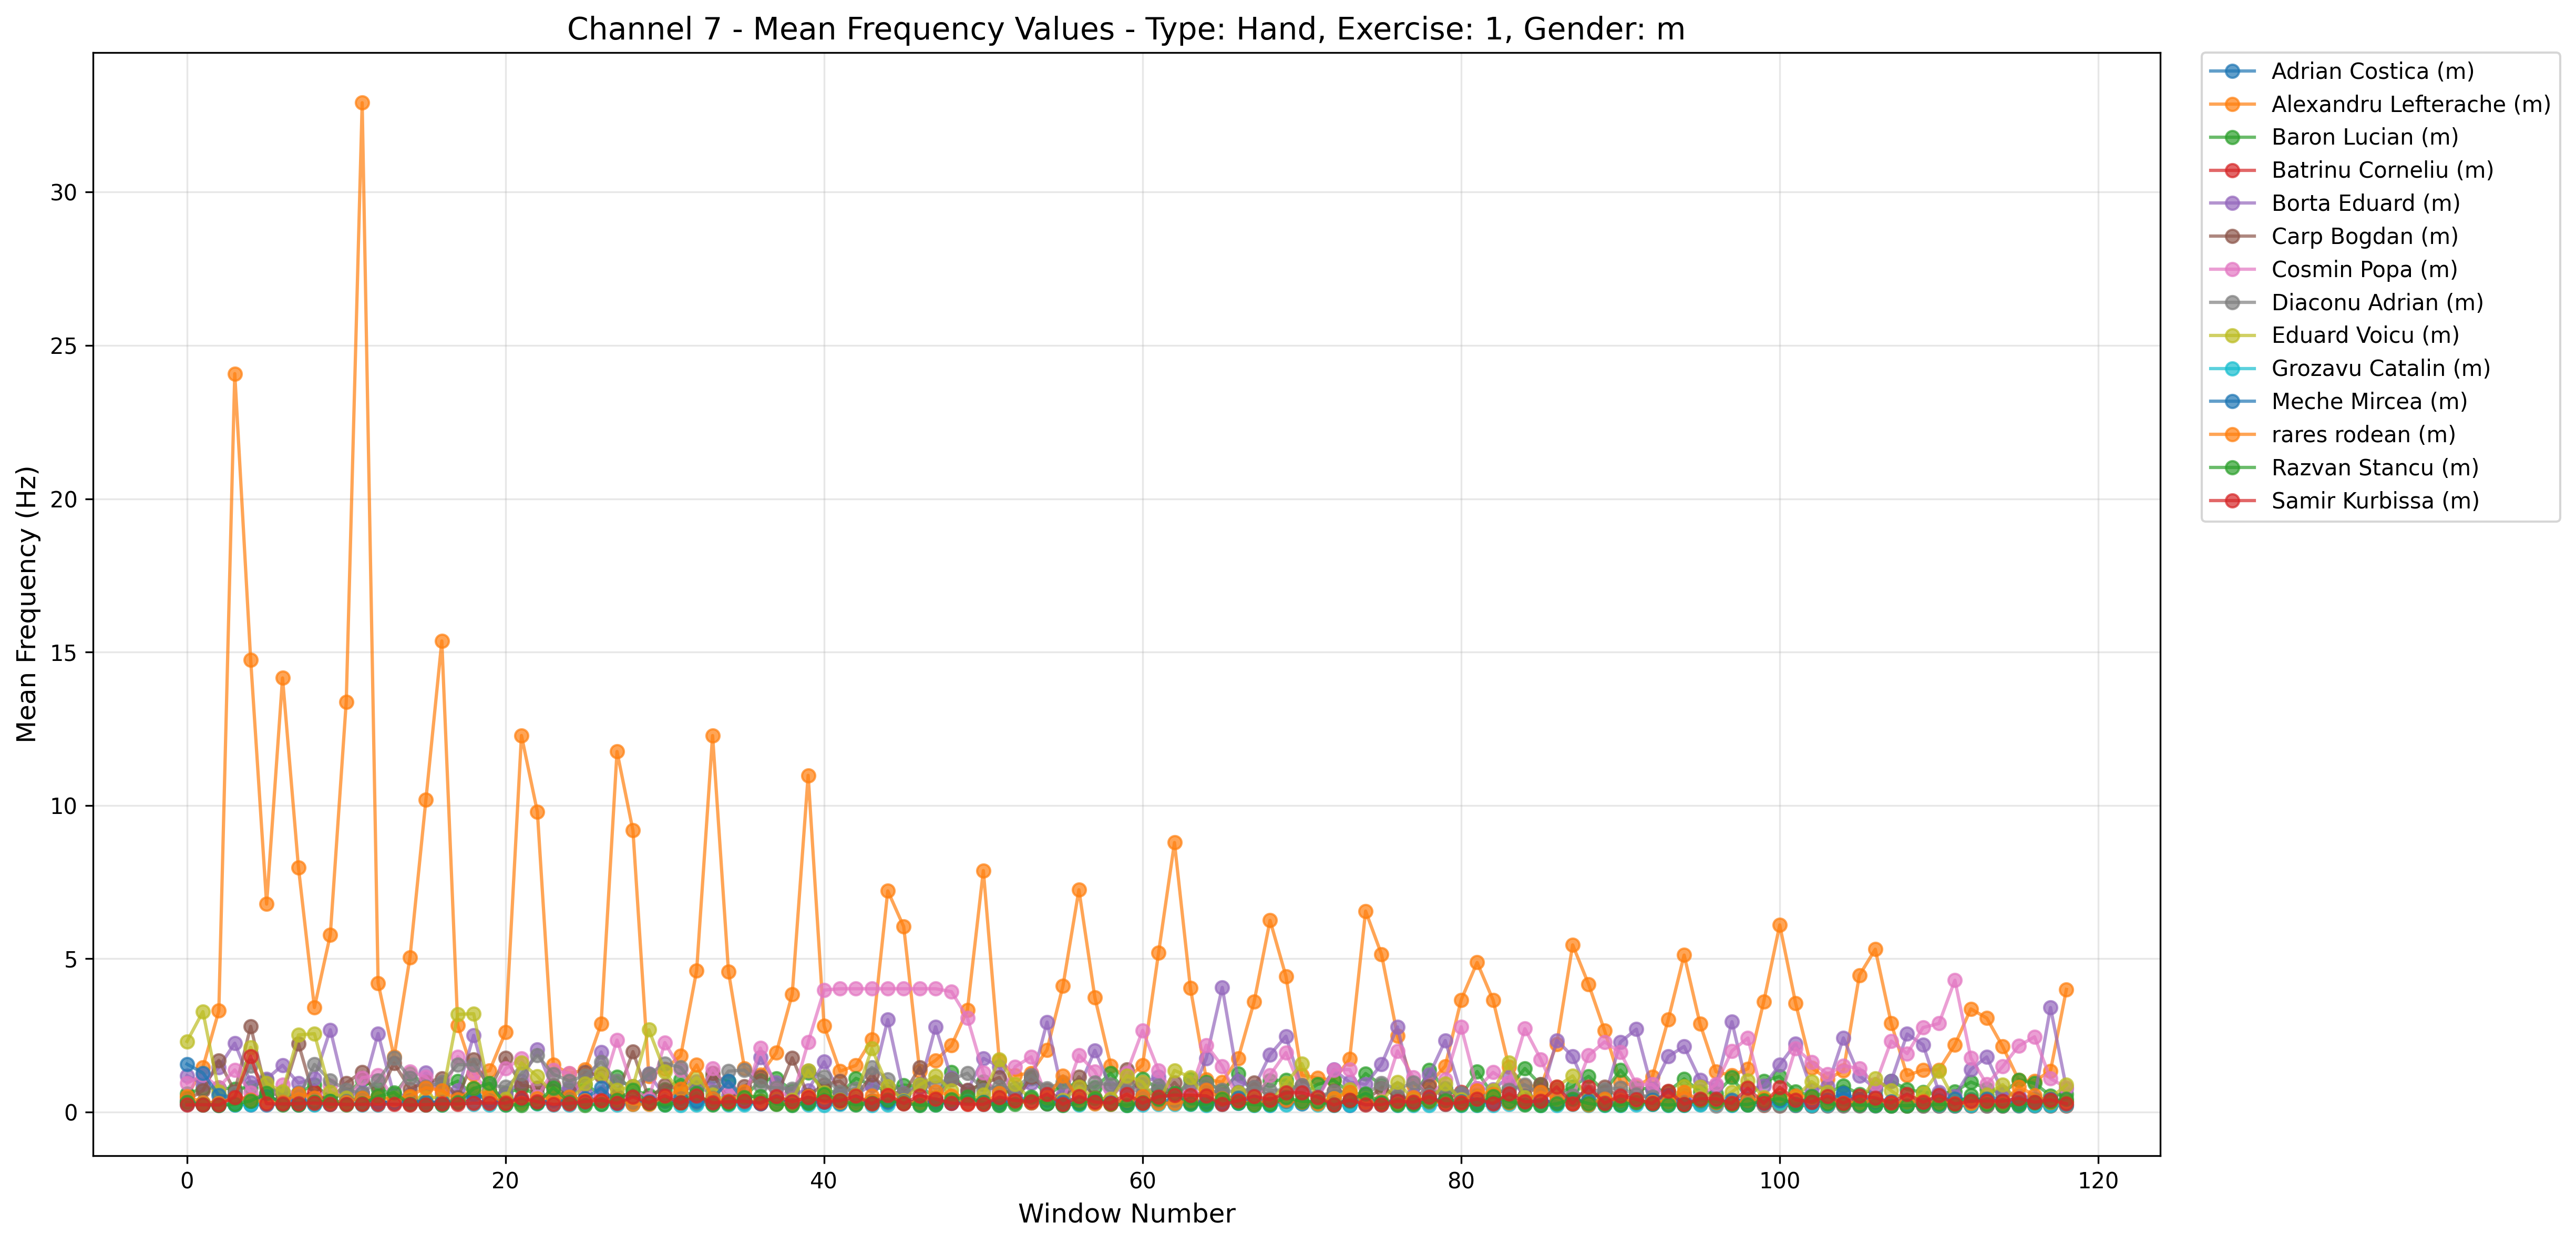 Channel 7 - Mean Frequency Values - Type: Hand, Exercise: 1, Gender: m
Mean Frequency (Hz)
30
25
20
15
10
5
0
0 20 40 60 80 100 120
Window Number
Adrian Costica (m)
Alexandru Lefterache (m)
Baron Lucian (m)
Batrinu Corneliu (m)
Borta Eduard (m)
Carp Bogdan (m)
Cosmin Popa (m)
Diaconu Adrian (m)
Eduard Voicu (m)
Grozavu Catalin (m)
Meche Mircea (m)
rares rodean (m)
Razvan Stancu (m)
Samir Kurbissa (m)